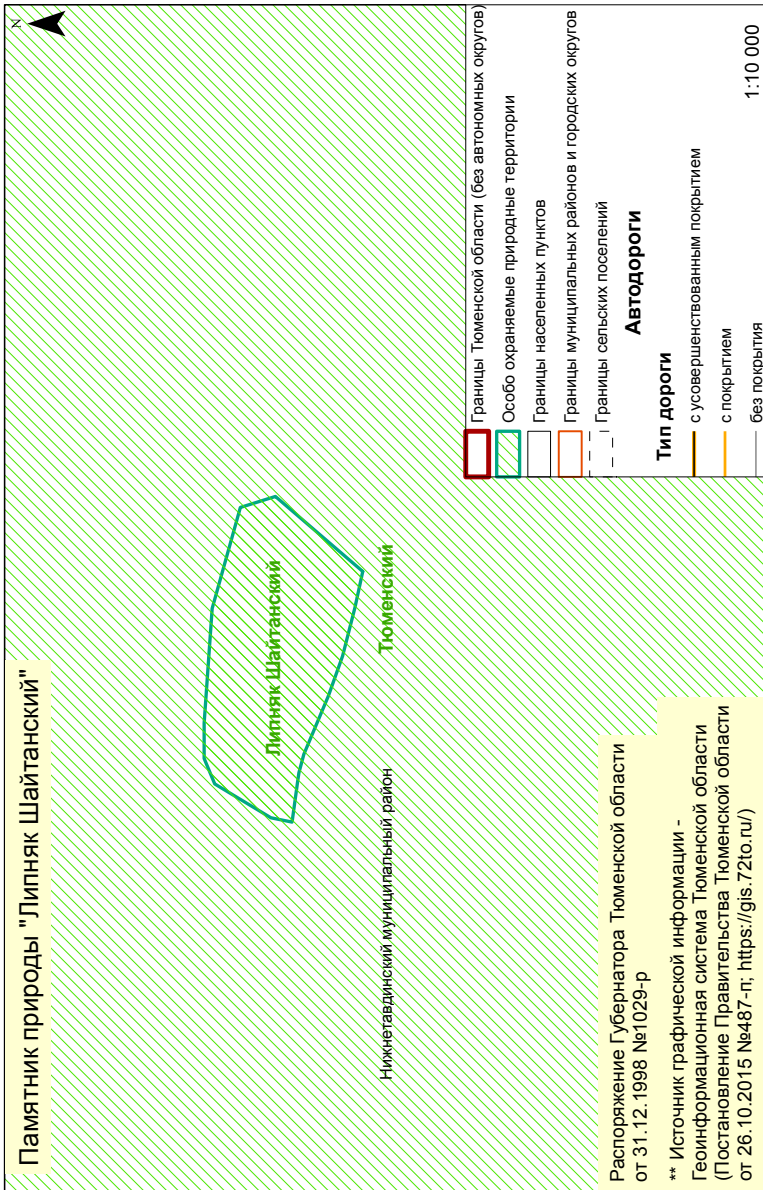 Памятник природы "Липняк Шайтанский"
N
Липняк Шайтанский
Тюменский
Нижнетавдинский муниципальный район
Распоряжение Губернатора Тюменской области
от 31.12.1998 №1029-р
** Источник графической информации -
Геоинформационная система Тюменской области
(Постановление Правительства Тюменской области
от 26.10.2015 №487-п; https://gis.72to.ru/)
Границы Тюменской области (без автономных округов)
Особо охраняемые природные территории
Границы населенных пунктов
Границы муниципальных районов и городских округов
Границы сельских поселений
Автодороги
Тип дороги
с усовершенствованным покрытием
с покрытием
без покрытия
1:10 000